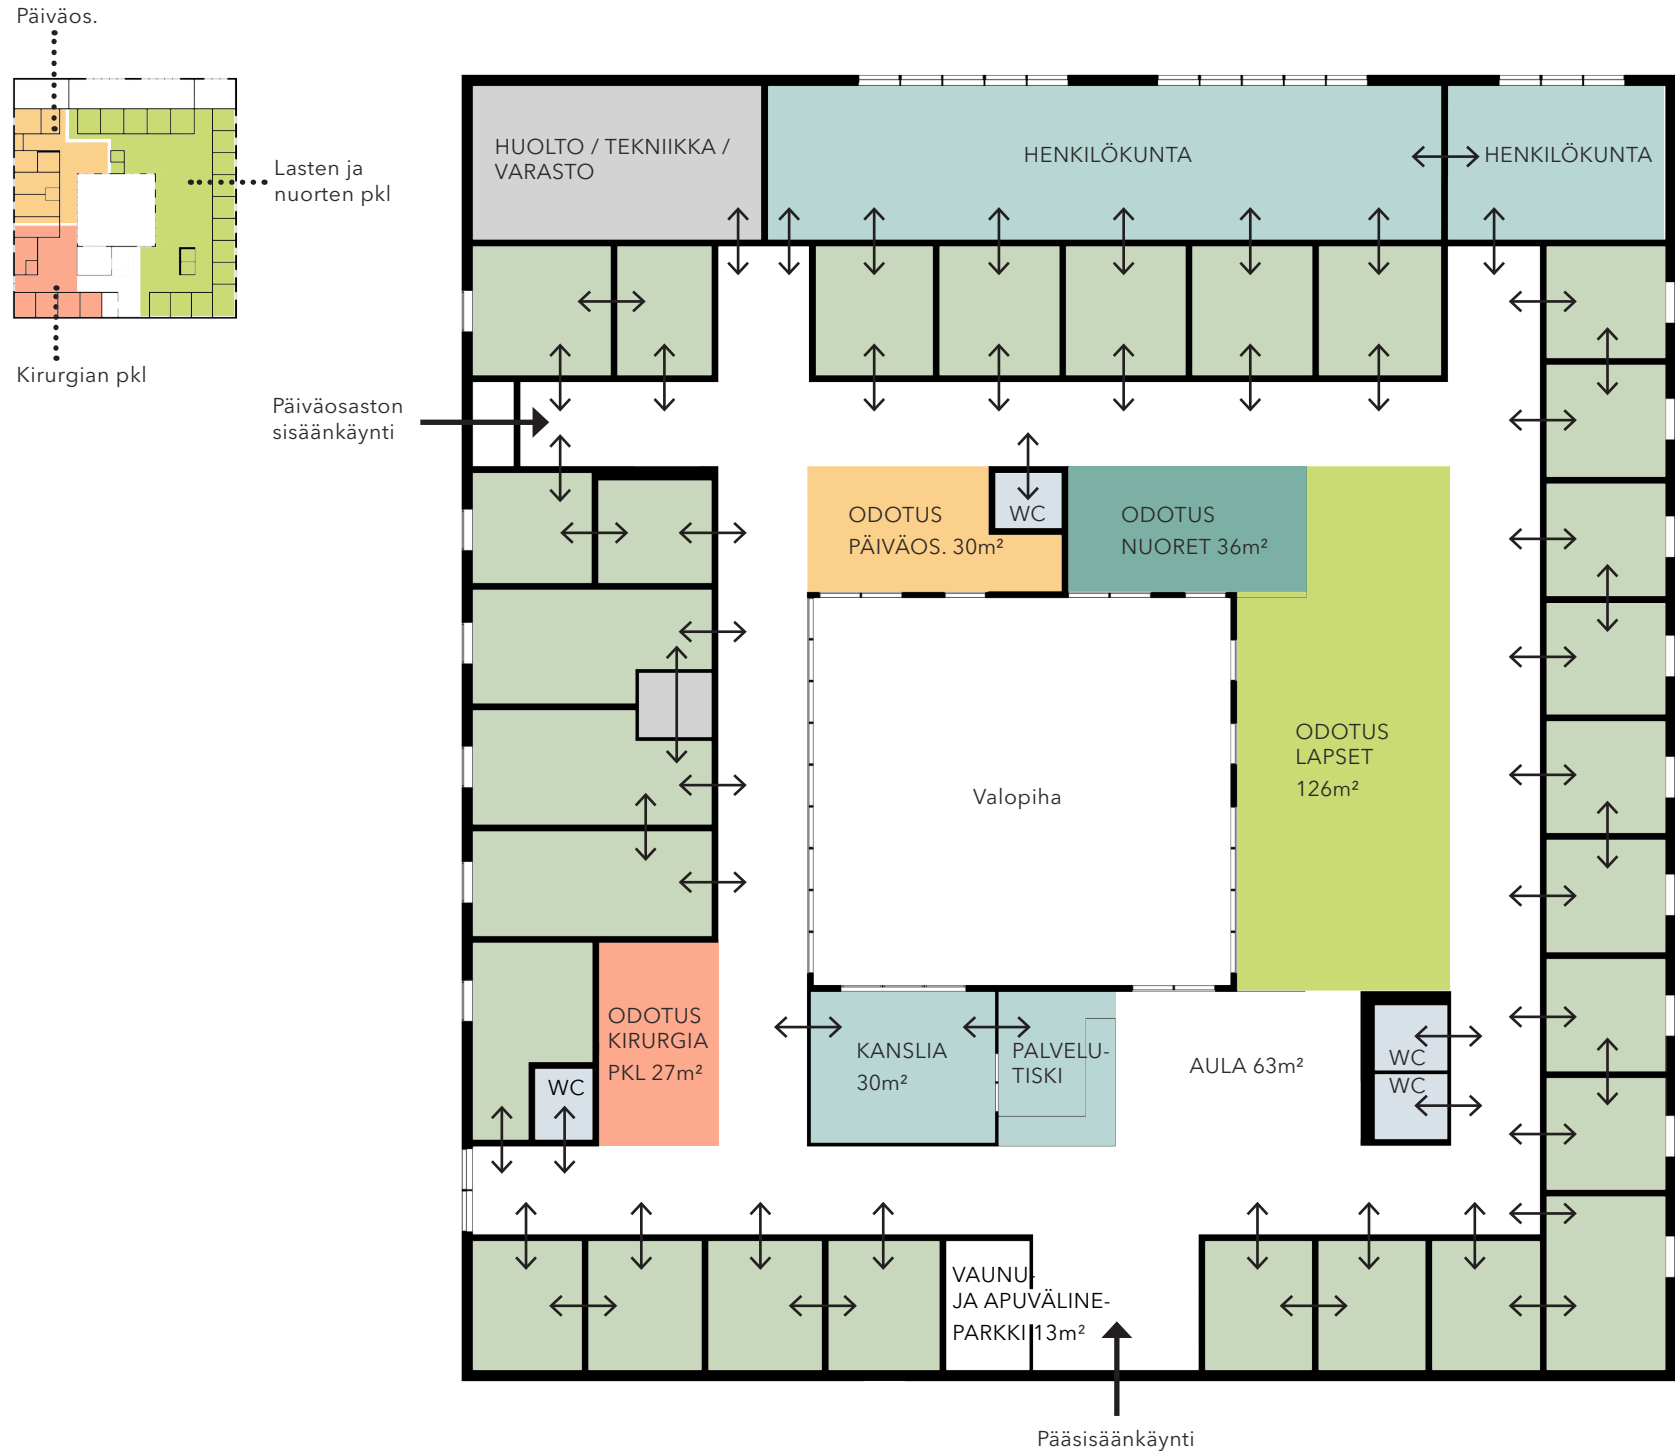 Päiväos.
Lasten ja
nuorten pkl
Kirurgian pkl
HUOLTO / TEKNIIKKA /
VARASTO
HENKILÖKUNTA
HENKILÖKUNTA
Päiväosaston
sisäänkäynti
ODOTUS
PÄIVÄOS. 30m²
WC
ODOTUS
NUORET 36m²
ODOTUS
LAPSET
126m²
Valopiha
ODOTUS
KIRURGIA
PKL 27m²
WC
KANSLIA
30m²
PALVELU-
TISKI
AULA 63m²
WC
WC
VAUNU-
JA APUVÄLINE-
PARKKI 13m²
Pääsisäänkäynti